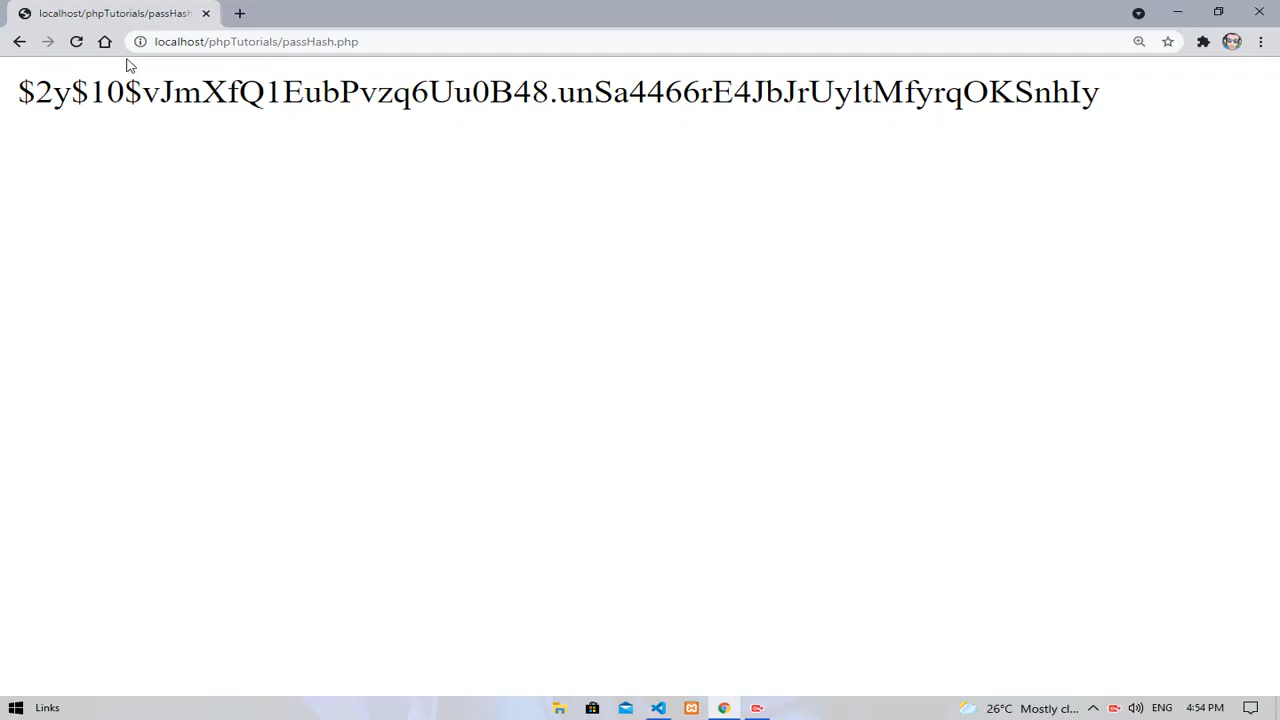 localhost/phpTutorials/passHash
localhost/phpTutorials/passHash.php
$2y$10$vJmXfQ1EubPvzq6Uu0B48.unSa4466rE4JbJrUyltMfyrqOKSnhIy
Links
26°C Mostly cl... ENG 4:54 PM